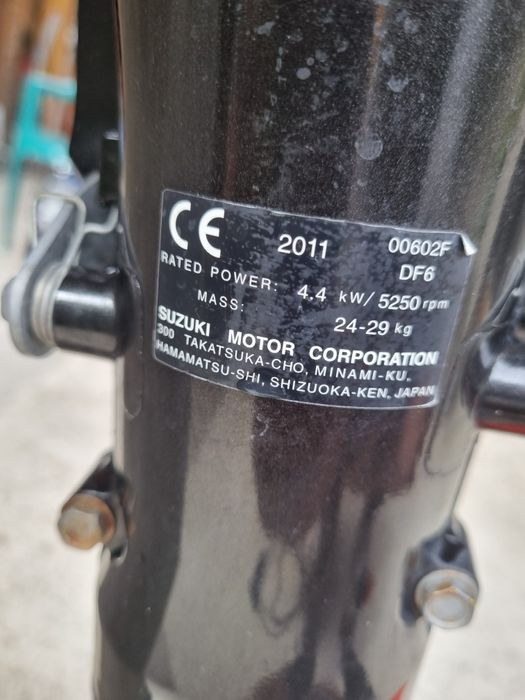 CE 2011 00602F
DF6
RATED POWER: 4.4 kW/5250 rpm
MASS: 24-29 kg
SUZUKI MOTOR CORPORATION
300 TAKATSUKA-CHO, MINAMI-KU,
HAMAMATSU-SHI, SHIZUOKA-KEN, JAPAN